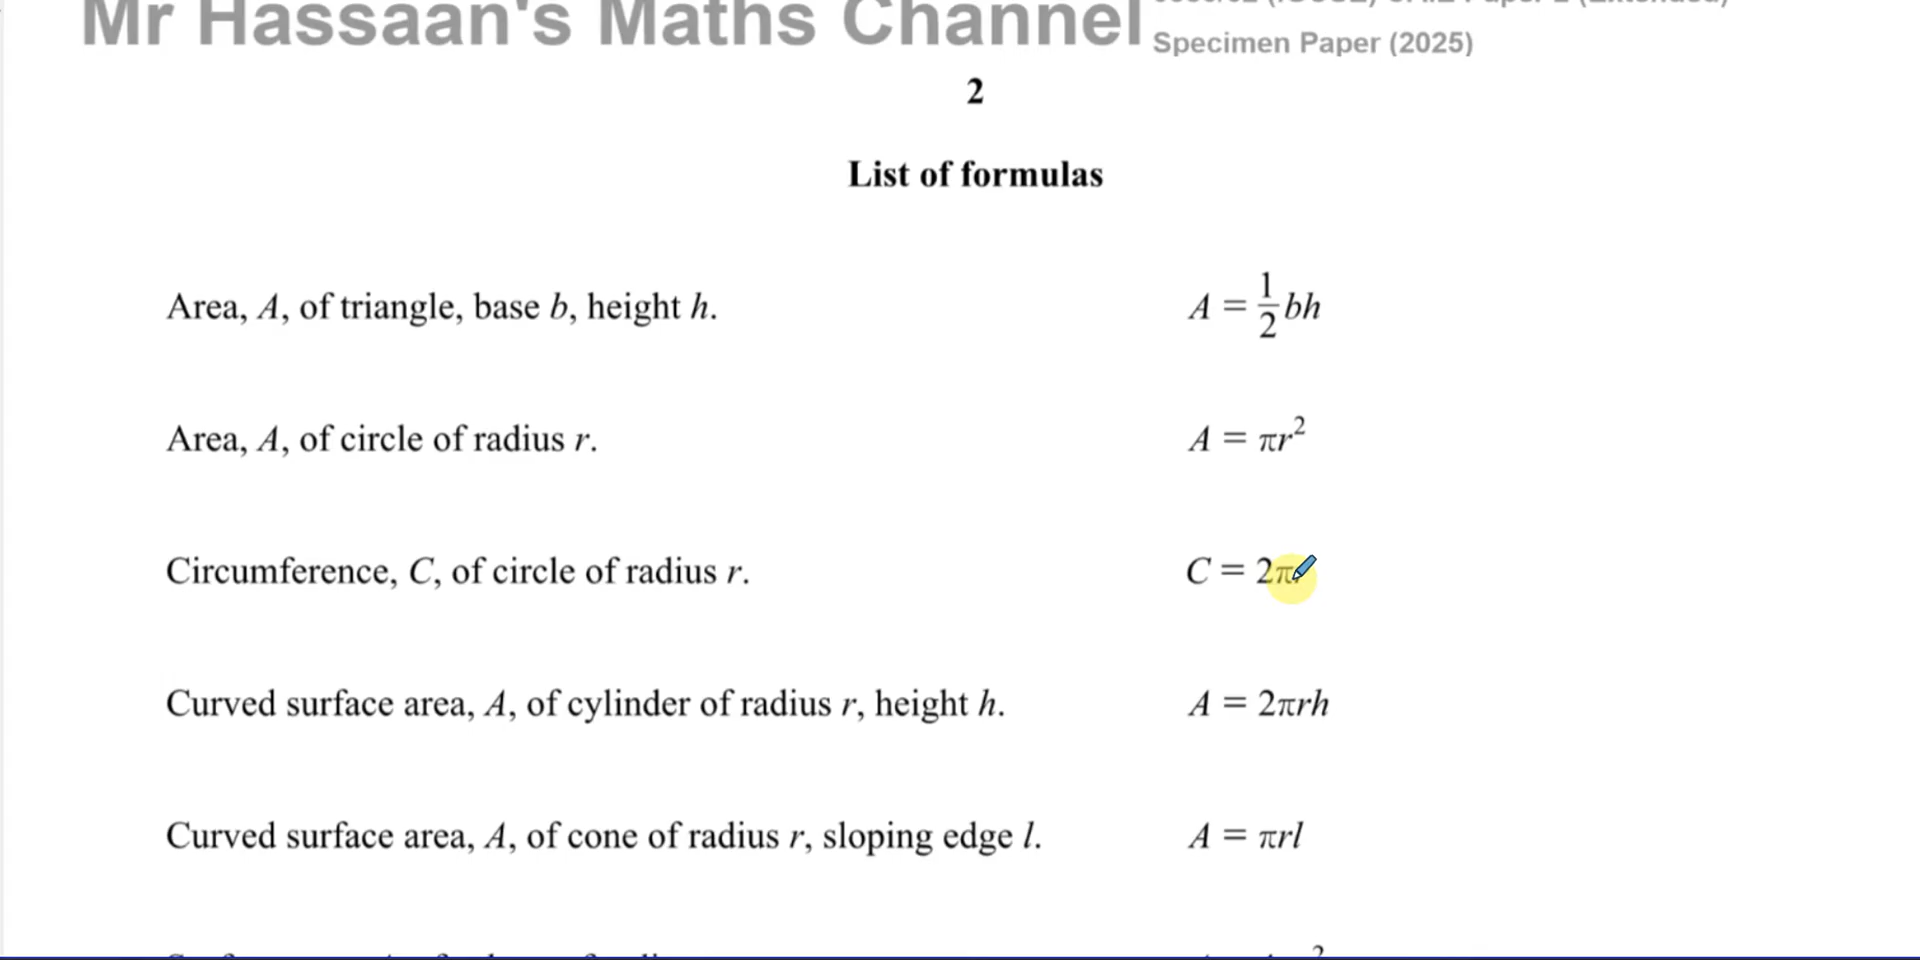 Mr Hassaan's Maths Channel
Specimen Paper (2025)
2
List of formulas
Area, A, of triangle, base b, height h. A = 1/2 bh
Area, A, of circle of radius r. A = πr²
Circumference, C, of circle of radius r. C = 2π
Curved surface area, A, of cylinder of radius r, height h. A = 2πrh
Curved surface area, A, of cone of radius r, sloping edge l. A = πrl